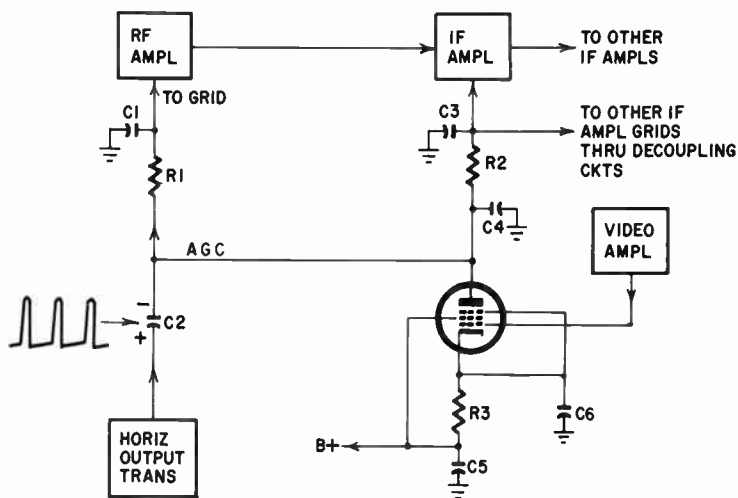 RF
AMPL
IF
AMPL
TO OTHER
IF AMPLS
TO GRID
C1
C3
TO OTHER IF
AMPL GRIDS
THRU DECOUPLING
CKTS
R1
R2
C4
VIDEO
AMPL
AGC
-
C2
+
R3
C6
B+
C5
HORIZ
OUTPUT
TRANS